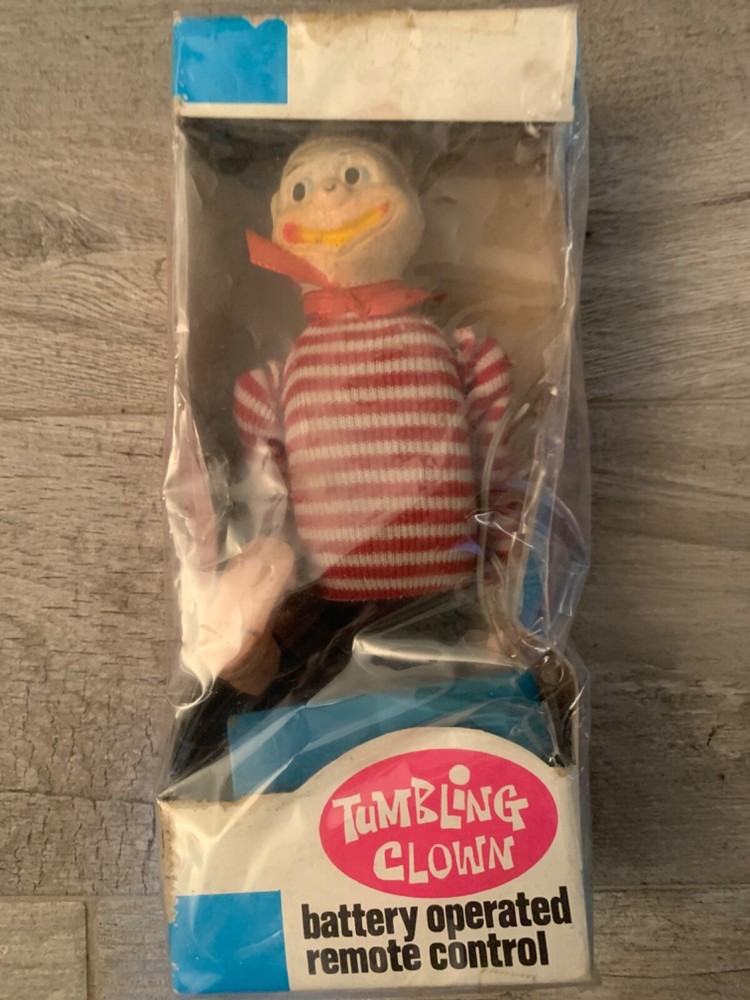 TUMBLiNG
CLOWN
battery operated
remote control